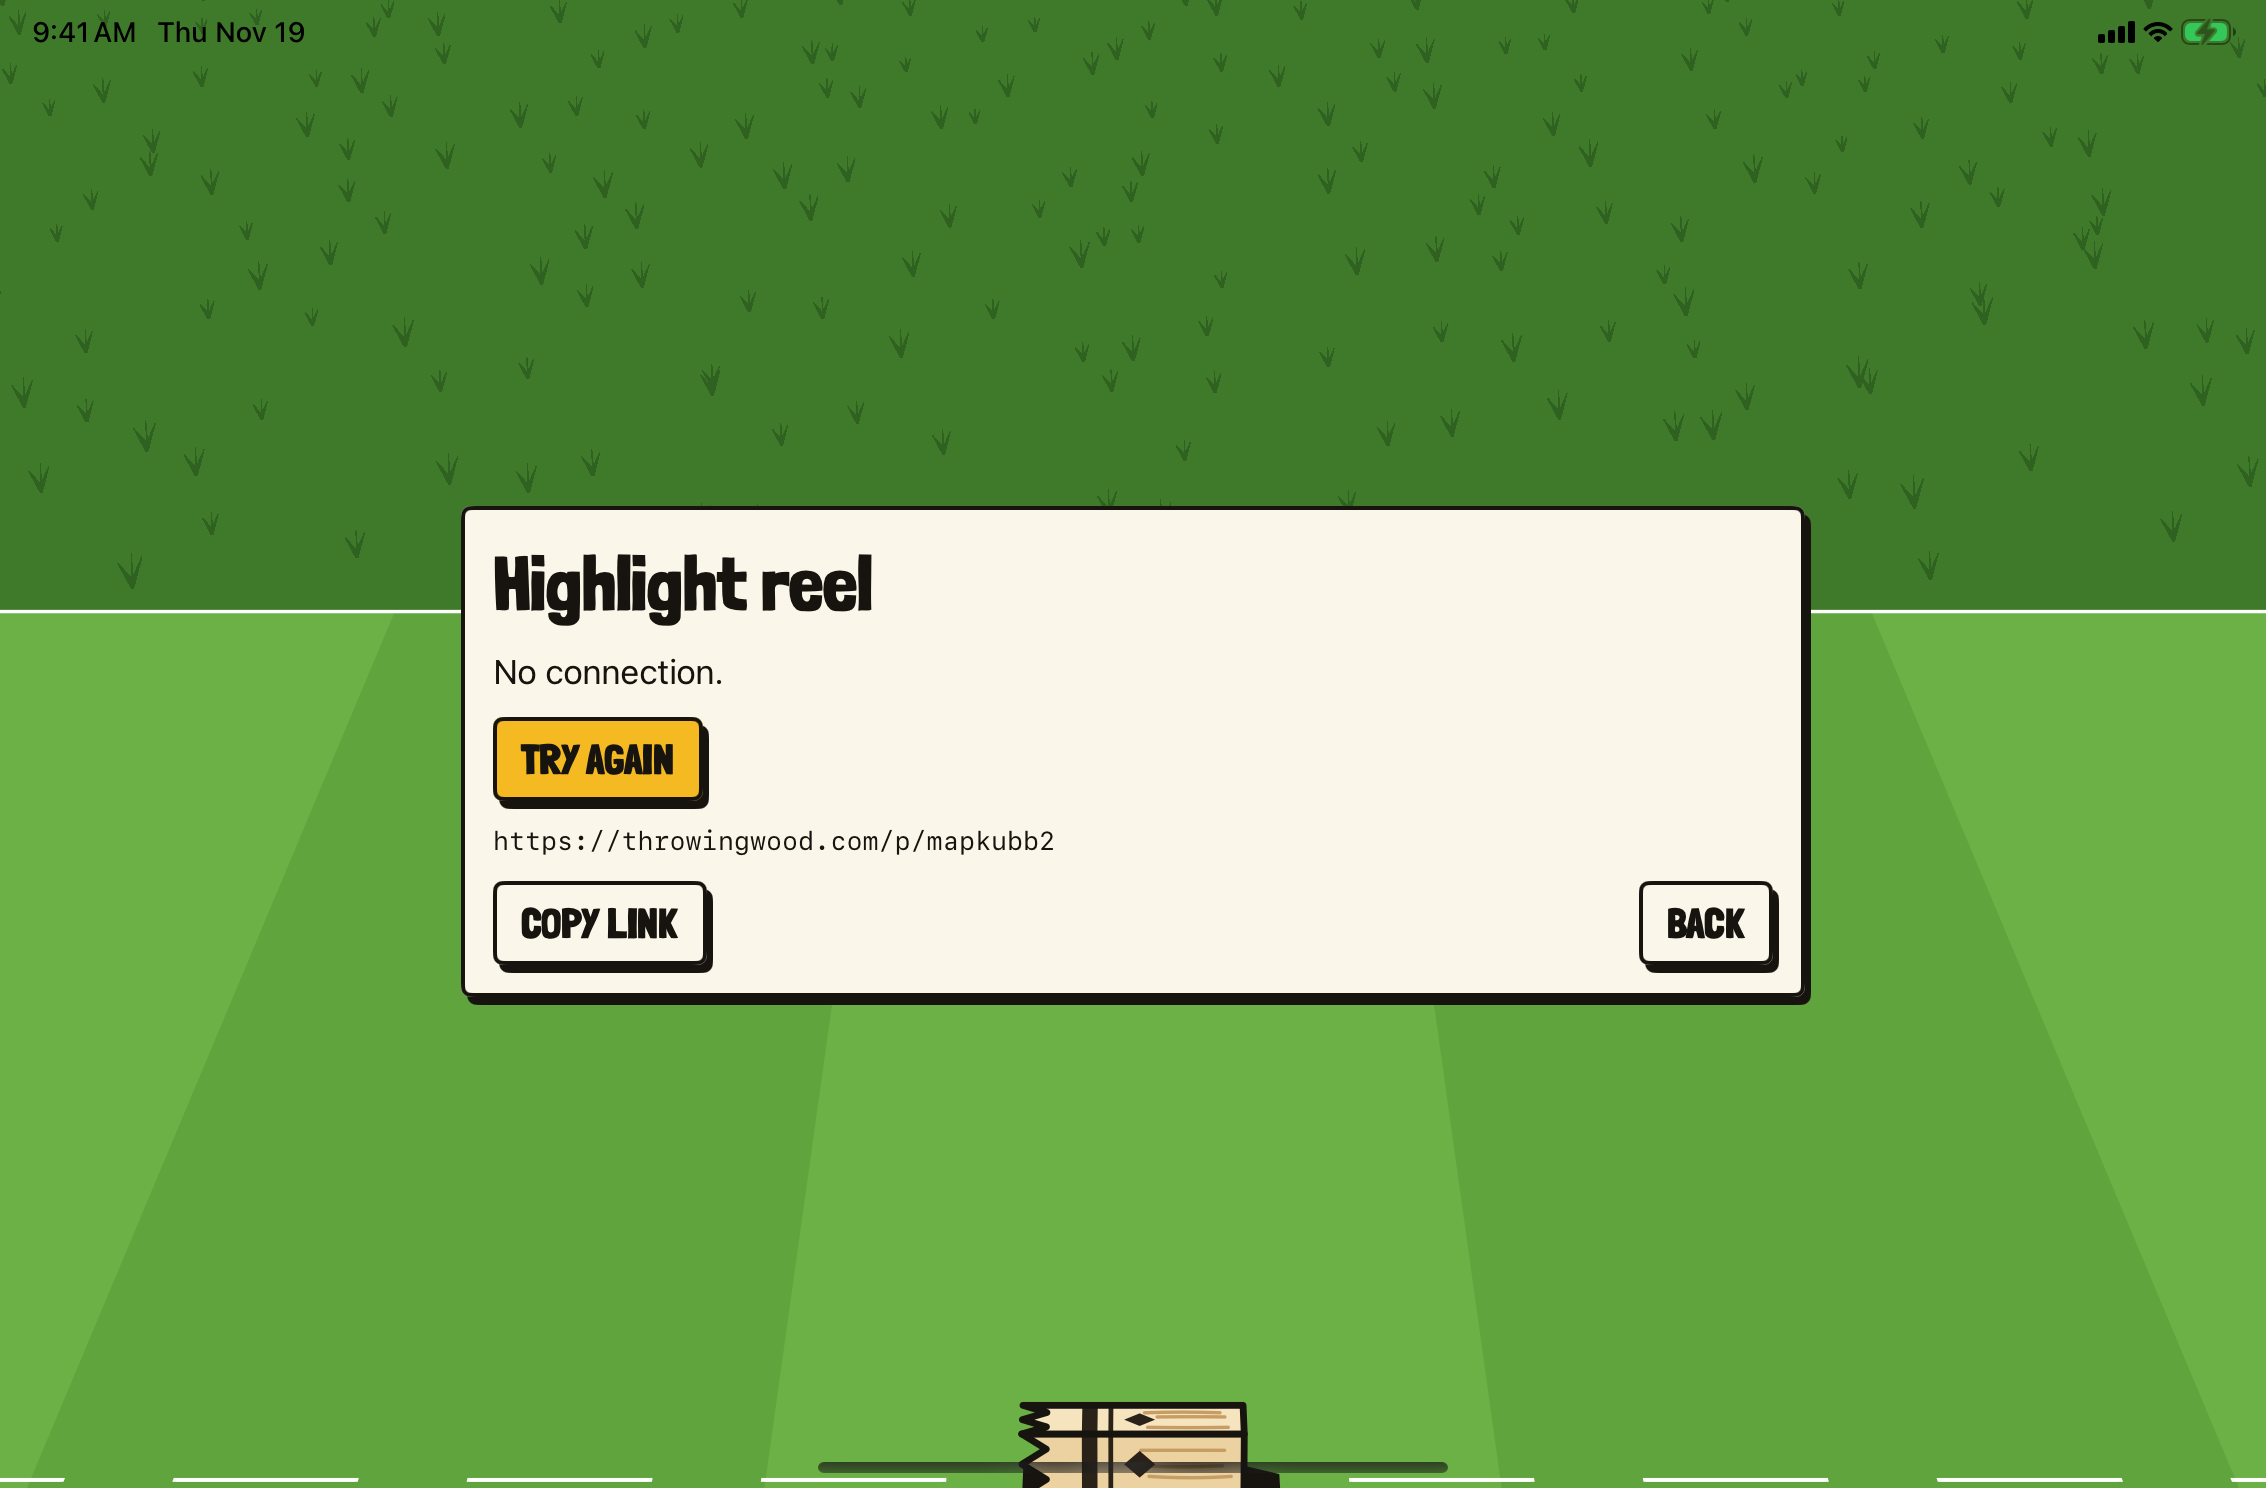 9:41 AM Thu Nov 19
Highlight reel
No connection.
TRY AGAIN
https://throwingwood.com/p/mapkubb2
COPY LINK
BACK